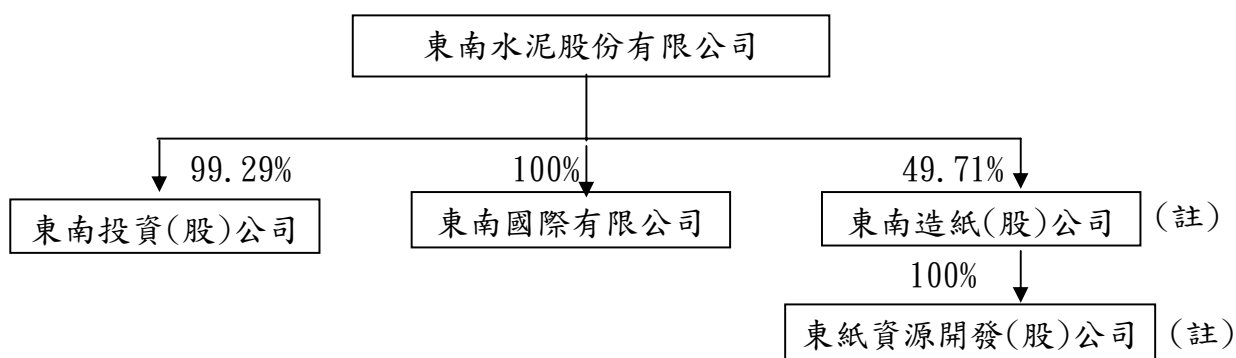 東南水泥股份有限公司
99.29%
100%
49.71%
東南投資(股)公司
東南國際有限公司
東南造紙(股)公司 (註)
100%
東紙資源開發(股)公司 (註)